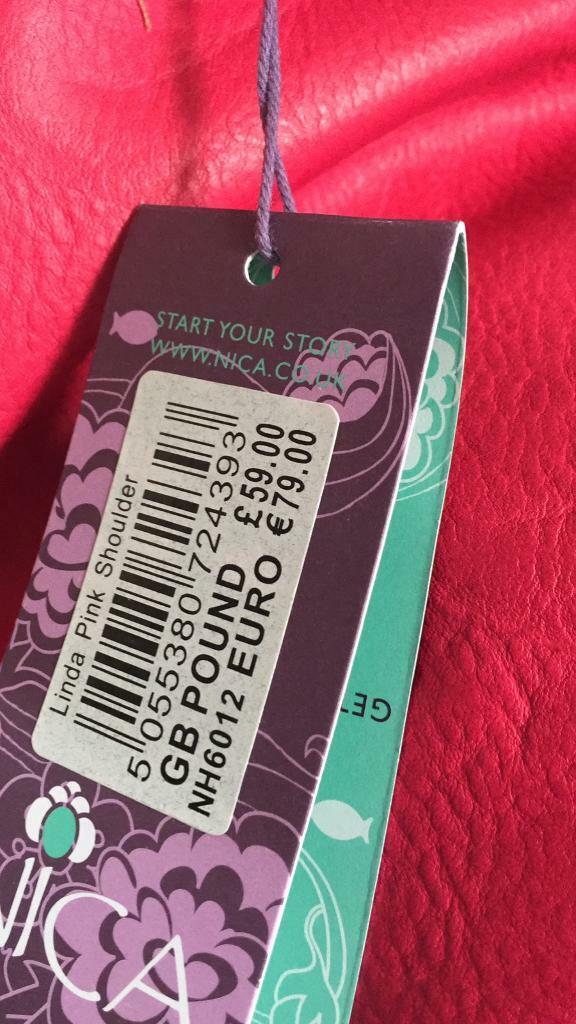 START YOUR STORY
WWW.NICA.CO.UK
Linda Pink Shoulder
5 055380 724393
GB POUND £59.00
NH6012 EURO €79.00
NICA
GET